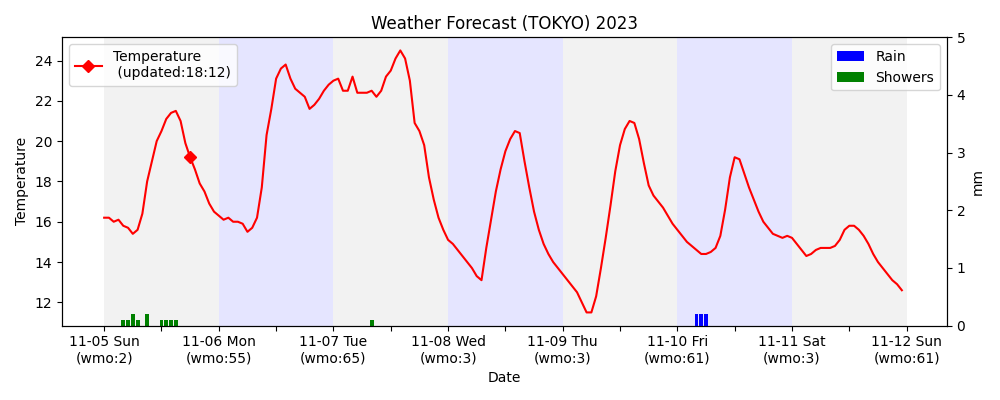 Weather Forecast (TOKYO) 2023
Temperature
(updated:18:12)
Rain
Showers
Temperature
24
22
20
18
16
14
12
5
4
3
2
1
0
mm
11-05 Sun
(wmo:2)
11-06 Mon
(wmo:55)
11-07 Tue
(wmo:65)
11-08 Wed
(wmo:3)
11-09 Thu
(wmo:3)
11-10 Fri
(wmo:61)
11-11 Sat
(wmo:3)
11-12 Sun
(wmo:61)
Date